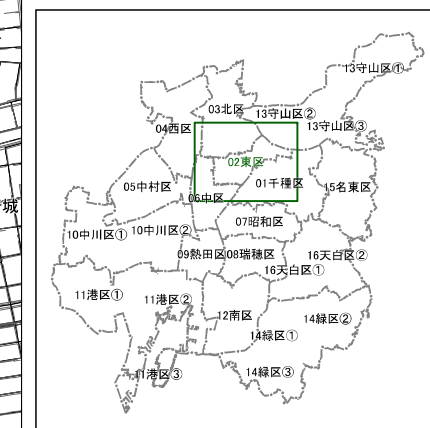 13守山区①
03北区
13守山区②
04西区
13守山区③
02東区
05中村区
01千種区
15名東区
06中区
城
07昭和区
10中川区①
10中川区②
09熱田区
08瑞穂区
16天白区②
16天白区①
11港区①
11港区②
12南区
14緑区②
14緑区①
11港区③
14緑区③